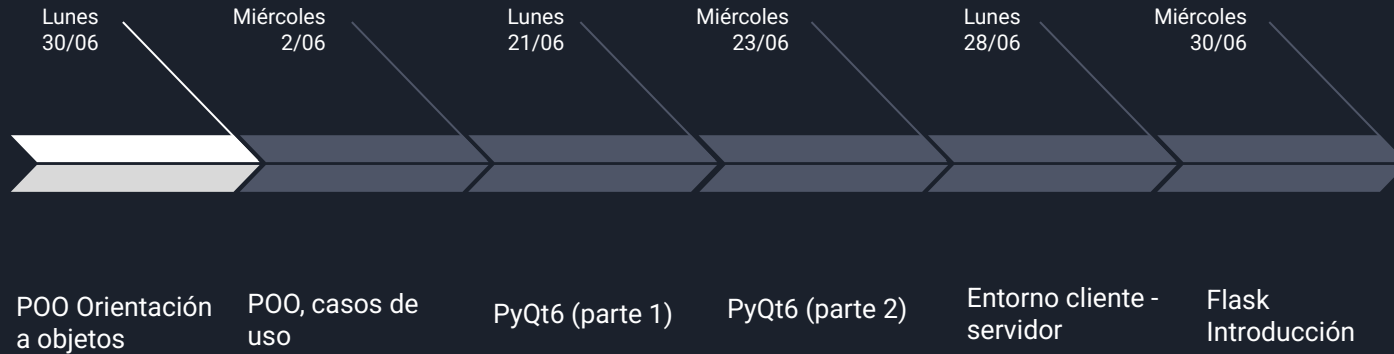 Lunes
30/06
Miércoles
2/06
Lunes
21/06
Miércoles
23/06
Lunes
28/06
Miércoles
30/06
POO Orientación
a objetos
POO, casos de
uso
PyQt6 (parte 1)
PyQt6 (parte 2)
Entorno cliente -
servidor
Flask
Introducción